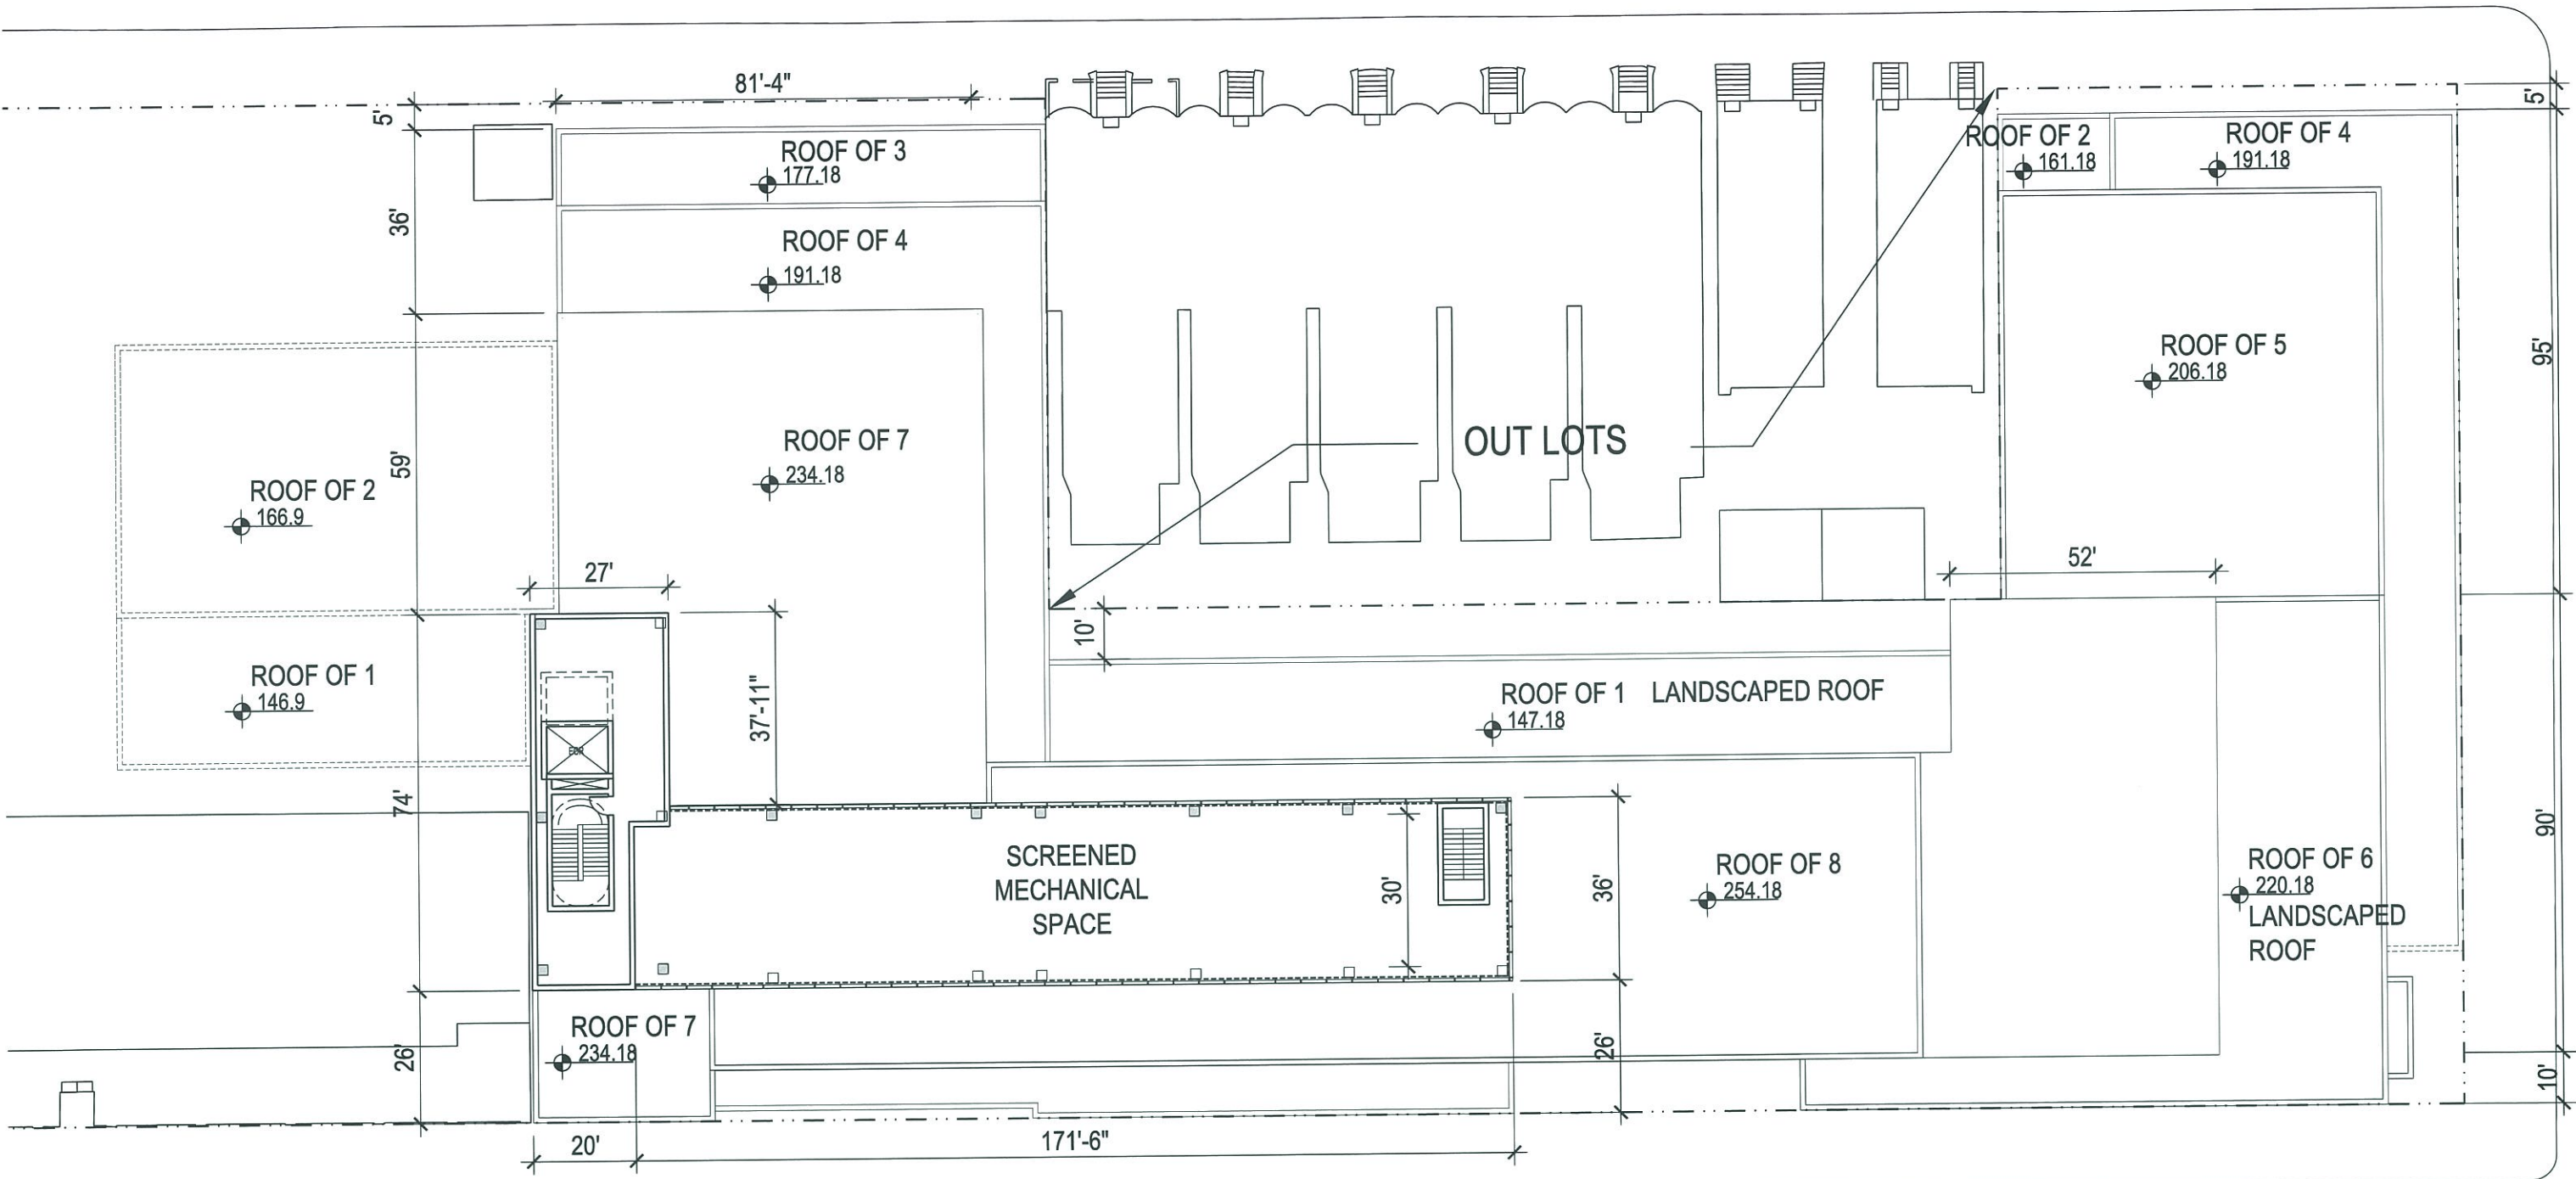 81'-4"
5'
5'
ROOF OF 3
177.18
ROOF OF 2
161.18
ROOF OF 4
191.18
36'
ROOF OF 4
191.18
ROOF OF 5
206.18
95'
ROOF OF 7
234.18
OUT LOTS
59'
ROOF OF 2
166.9
27'
52'
10'
ROOF OF 1
146.9
37'-11"
ROOF OF 1 LANDSCAPED ROOF
147.18
74'
SCREENED
MECHANICAL
SPACE
30'
36'
ROOF OF 8
254.18
90'
ROOF OF 6
220.18
LANDSCAPED
ROOF
ROOF OF 7
234.18
26'
26'
10'
20'
171'-6"